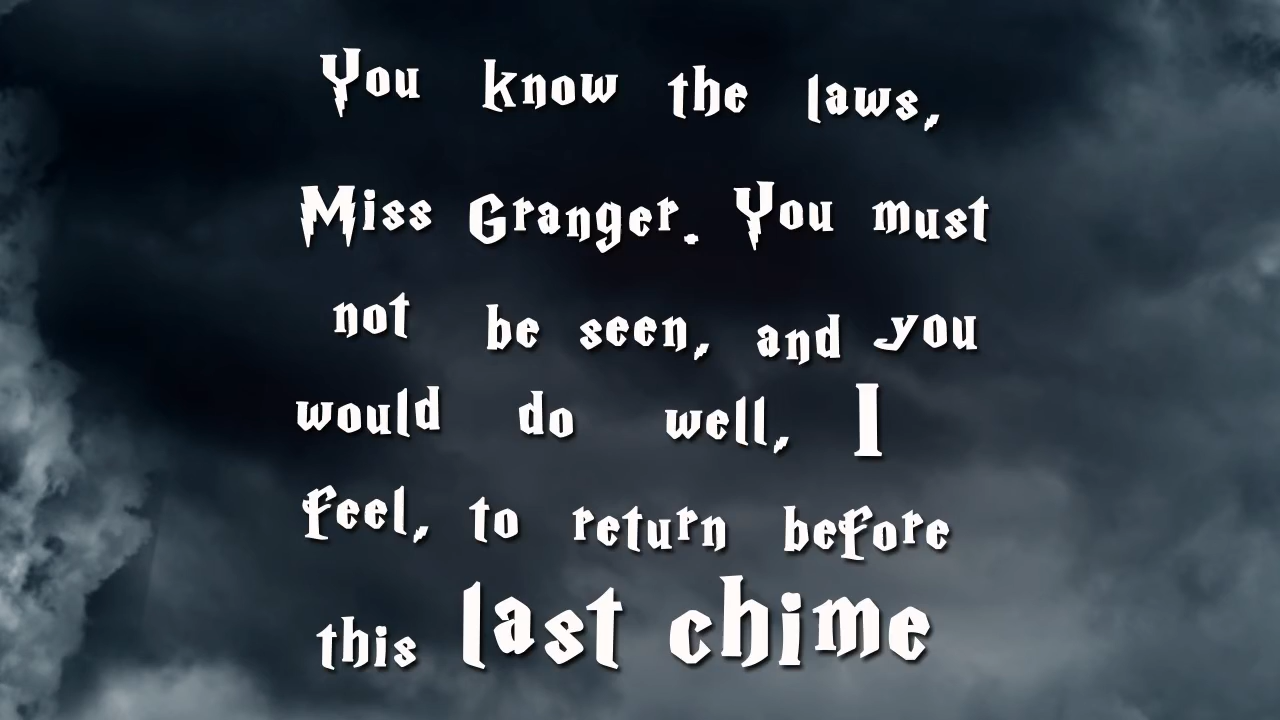 You know the laws,
Miss Granger. You must
not be seen, and you
would do well, I
feel, to return before
this last chime